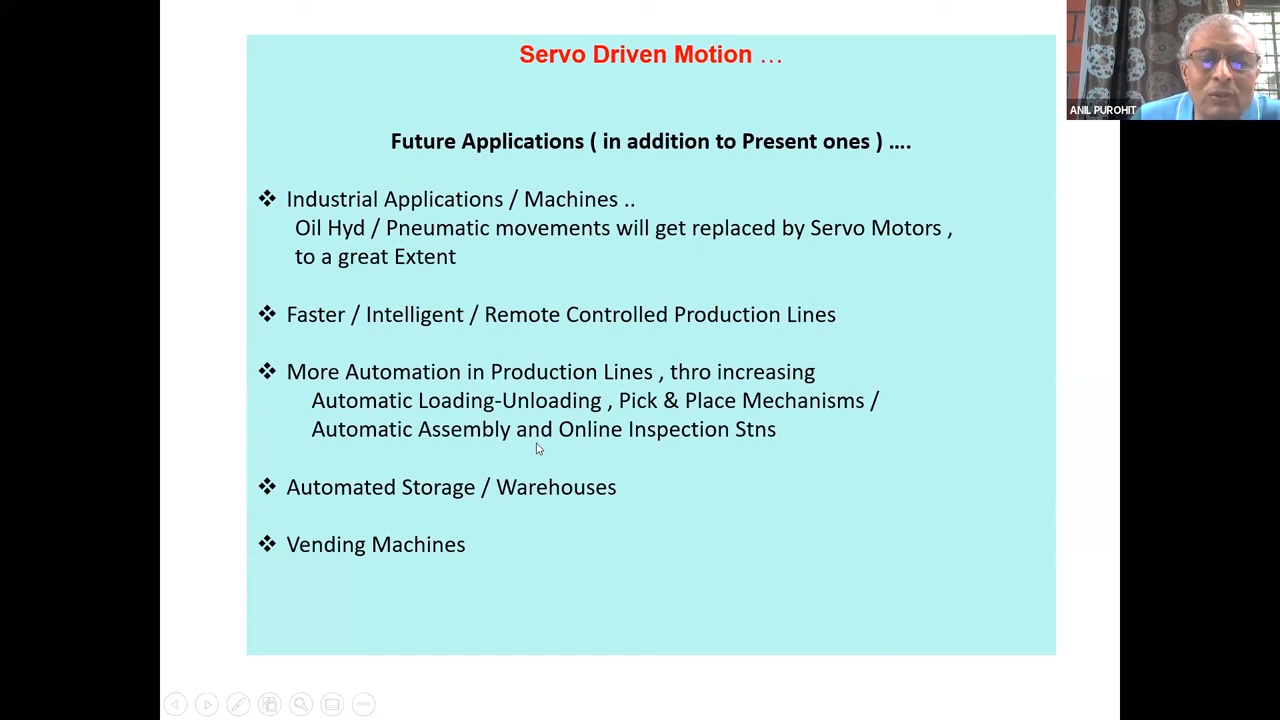 Servo Driven Motion ...
ANIL PUROHIT
Future Applications ( in addition to Present ones ) ....
❖ Industrial Applications / Machines ..
Oil Hyd / Pneumatic movements will get replaced by Servo Motors ,
to a great Extent
❖ Faster / Intelligent / Remote Controlled Production Lines
❖ More Automation in Production Lines , thro increasing
Automatic Loading-Unloading , Pick & Place Mechanisms /
Automatic Assembly and Online Inspection Stns
❖ Automated Storage / Warehouses
❖ Vending Machines